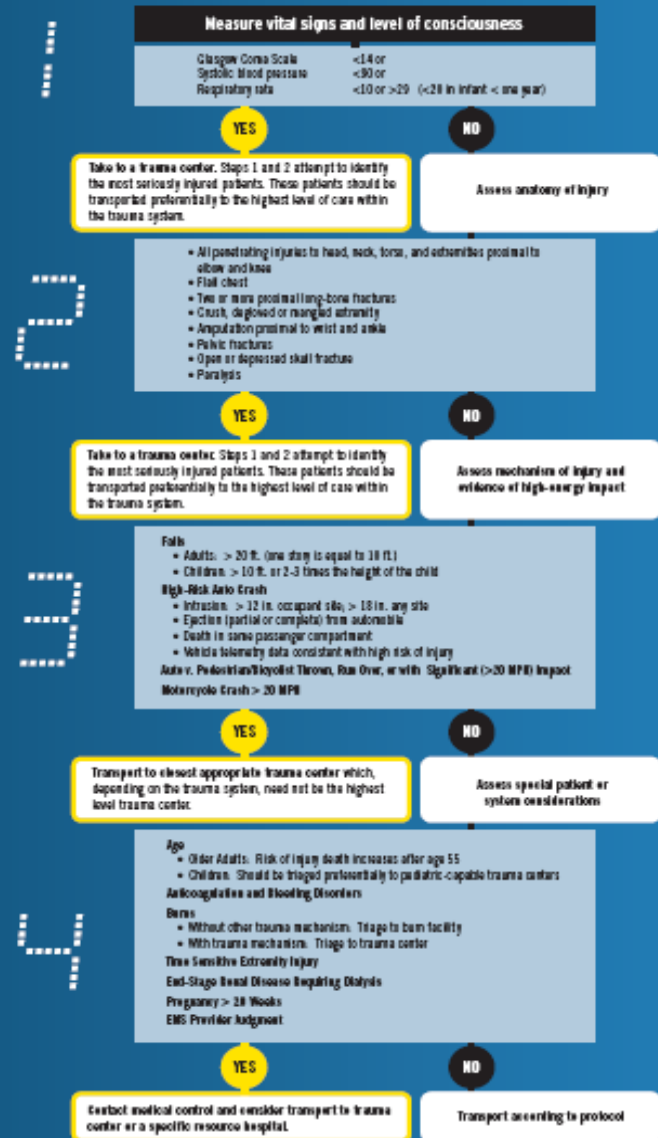 1
Measure vital signs and level of consciousness
Glasgow Coma Scale <14 or
Systolic blood pressure <90 or
Respiratory rate <10 or >29 (<20 in infant < one year)
YES
NO
Take to a trauma center. Steps 1 and 2 attempt to identify
the most seriously injured patients. These patients should be
transported preferentially to the highest level of care within
the trauma system.
Assess anatomy of injury
2
• All penetrating injuries to head, neck, torso, and extremities proximal to
elbow and knee
• Flail chest
• Two or more proximal long-bone fractures
• Crush, degloved or mangled extremity
• Amputation proximal to wrist and ankle
• Pelvic fractures
• Open or depressed skull fracture
• Paralysis
YES
NO
Take to a trauma center. Steps 1 and 2 attempt to identify
the most seriously injured patients. These patients should be
transported preferentially to the highest level of care within
the trauma system.
Assess mechanism of injury and
evidence of high-energy impact
3
Falls
• Adults: > 20 ft. (one story is equal to 10 ft.)
• Children: > 10 ft. or 2-3 times the height of the child
High-Risk Auto Crash
• Intrusion: > 12 in. occupant site; > 18 in. any site
• Ejection (partial or complete) from automobile
• Death in same passenger compartment
• Vehicle telemetry data consistent with high risk of injury
Auto v. Pedestrian/Bicyclist Thrown, Run Over, or with Significant (>20 MPH) Impact
Motorcycle Crash > 20 MPH
YES
NO
Transport to closest appropriate trauma center which,
depending on the trauma system, need not be the highest
level trauma center.
Assess special patient or
system considerations
4
Age
• Older Adults: Risk of injury death increases after age 55
• Children: Should be triaged preferentially to pediatric-capable trauma centers
Anticoagulation and Bleeding Disorders
Burns
• Without other trauma mechanism: Triage to burn facility
• With trauma mechanism: Triage to trauma center
Time Sensitive Extremity Injury
End-Stage Renal Disease Requiring Dialysis
Pregnancy > 20 Weeks
EMS Provider Judgment
YES
NO
Contact medical control and consider transport to trauma
center or a specific resource hospital.
Transport according to protocol